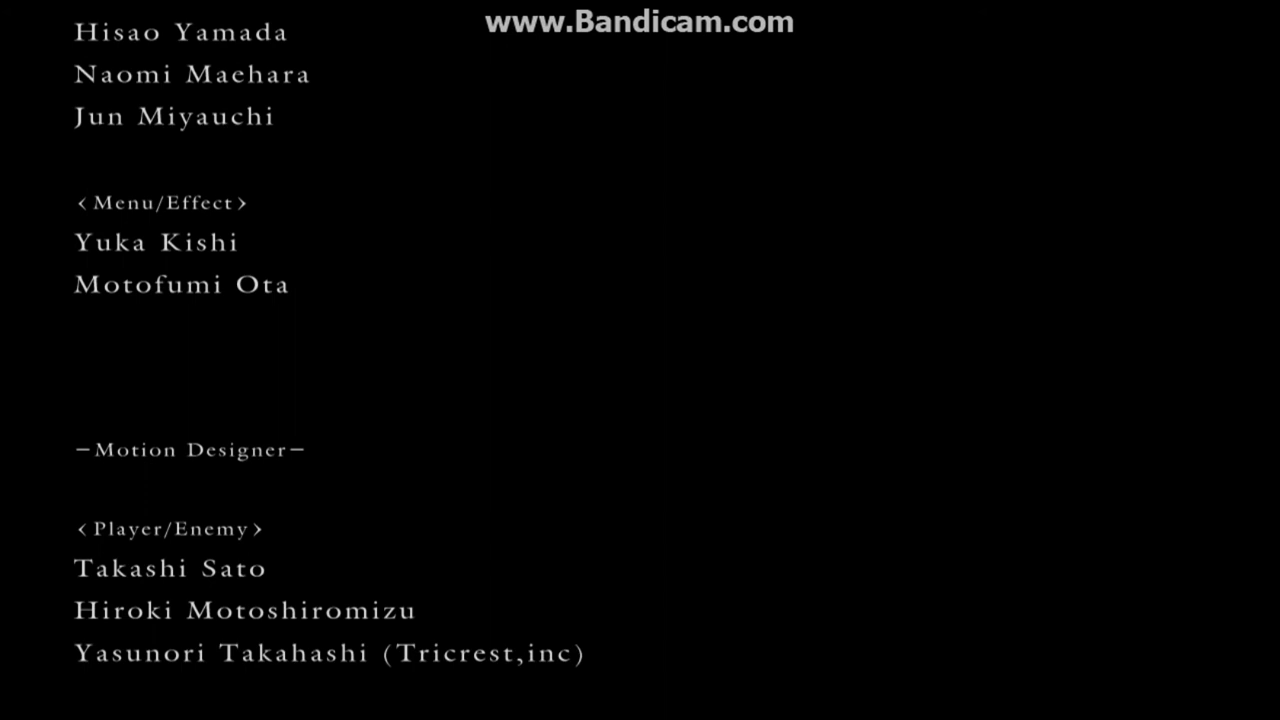 www.Bandicam.com
Hisao Yamada
Naomi Maehara
Jun Miyauchi
<Menu/Effect>
Yuka Kishi
Motofumi Ota
—Motion Designer—
<Player/Enemy>
Takashi Sato
Hiroki Motoshiromizu
Yasunori Takahashi (Tricrest,inc)